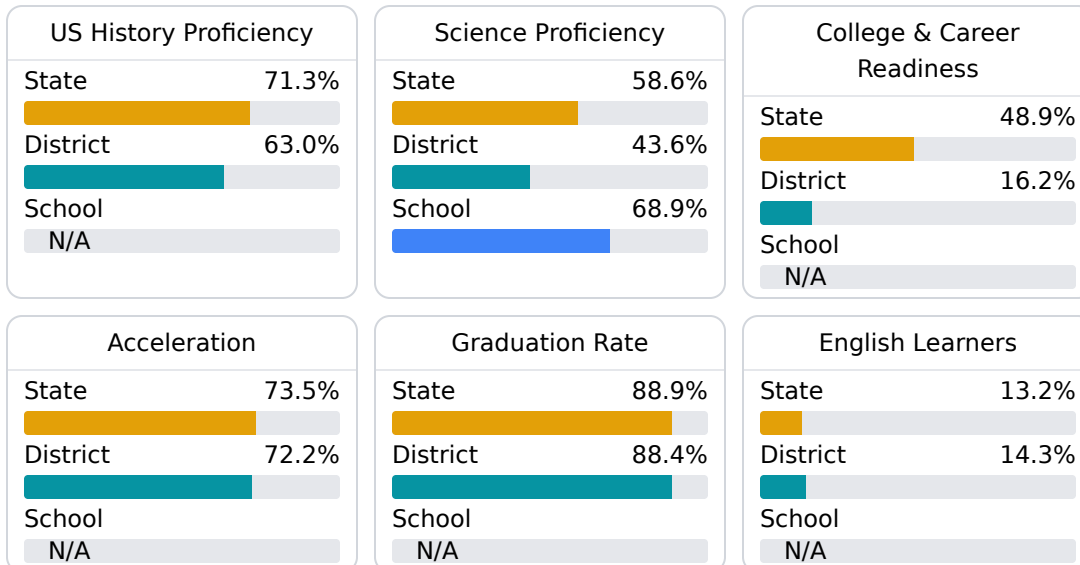 US History Proficiency
State 71.3%
District 63.0%
School
N/A
Science Proficiency
State 58.6%
District 43.6%
School 68.9%
College & Career
Readiness
State 48.9%
District 16.2%
School
N/A
Acceleration
State 73.5%
District 72.2%
School
N/A
Graduation Rate
State 88.9%
District 88.4%
School
N/A
English Learners
State 13.2%
District 14.3%
School
N/A